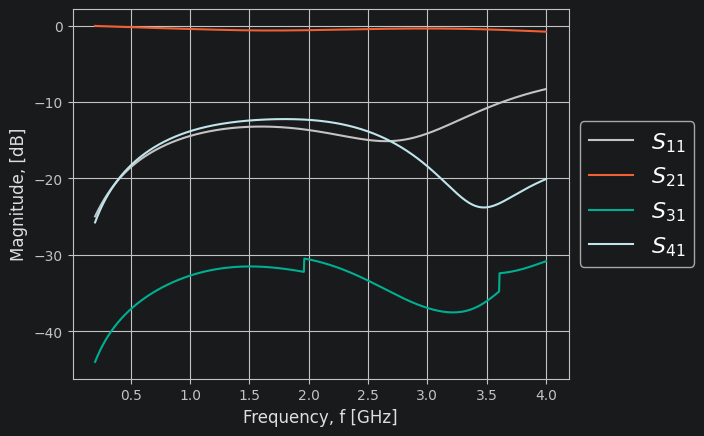 0
−10
−20
−30
−40
Magnitude, [dB]
0.5 1.0 1.5 2.0 2.5 3.0 3.5 4.0
Frequency, f [GHz]
S₁₁
S₂₁
S₃₁
S₄₁